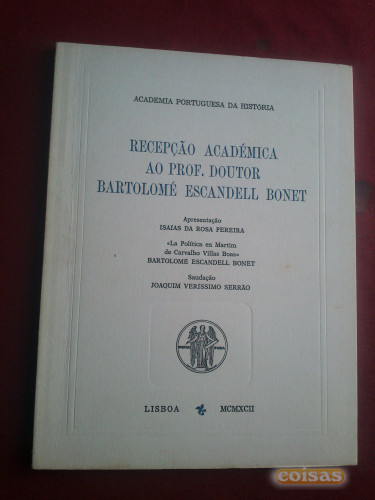 ACADEMIA PORTUGUESA DA HISTÓRIA
RECEPÇÃO ACADÉMICA
AO PROF. DOUTOR
BARTOLOMÉ ESCANDELL BONET
Apresentação
ISAÍAS DA ROSA PEREIRA
«La Política en Martim
de Carvalho Villas Boas»
BARTOLOMÉ ESCANDELL BONET
Saudação
JOAQUIM VERISSIMO SERRÃO
LISBOA MCMXCII
coisas